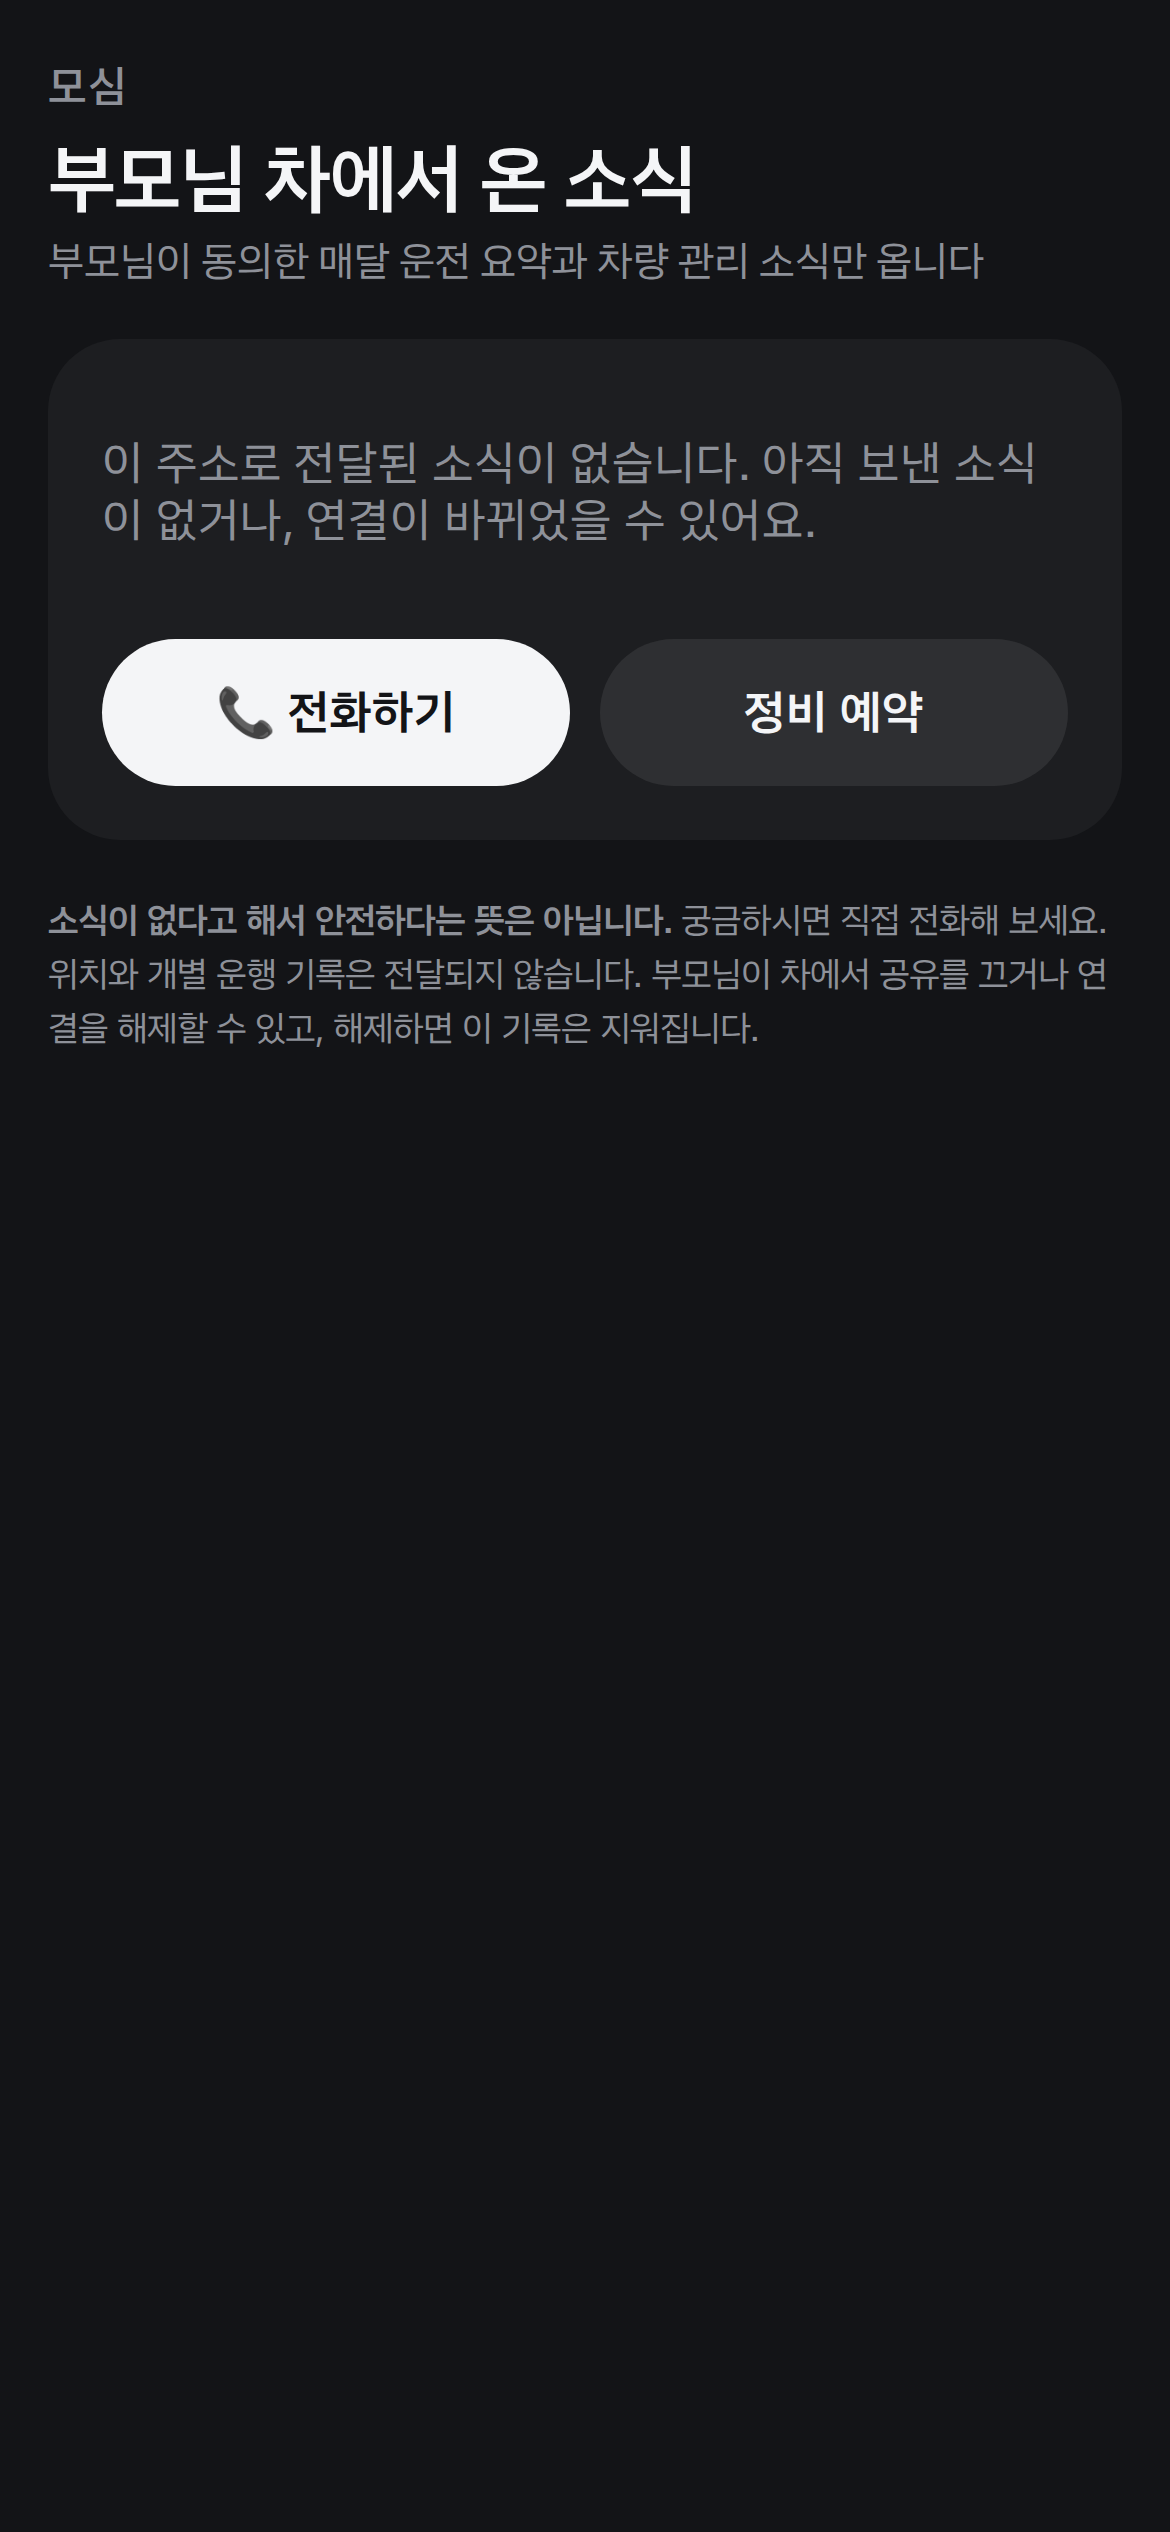 모심
부모님 차에서 온 소식
부모님이 동의한 매달 운전 요약과 차량 관리 소식만 옵니다
이 주소로 전달된 소식이 없습니다. 아직 보낸 소식
이 없거나, 연결이 바뀌었을 수 있어요.
📞 전화하기
정비 예약
소식이 없다고 해서 안전하다는 뜻은 아닙니다. 궁금하시면 직접 전화해 보세요.
위치와 개별 운행 기록은 전달되지 않습니다. 부모님이 차에서 공유를 끄거나 연
결을 해제할 수 있고, 해제하면 이 기록은 지워집니다.